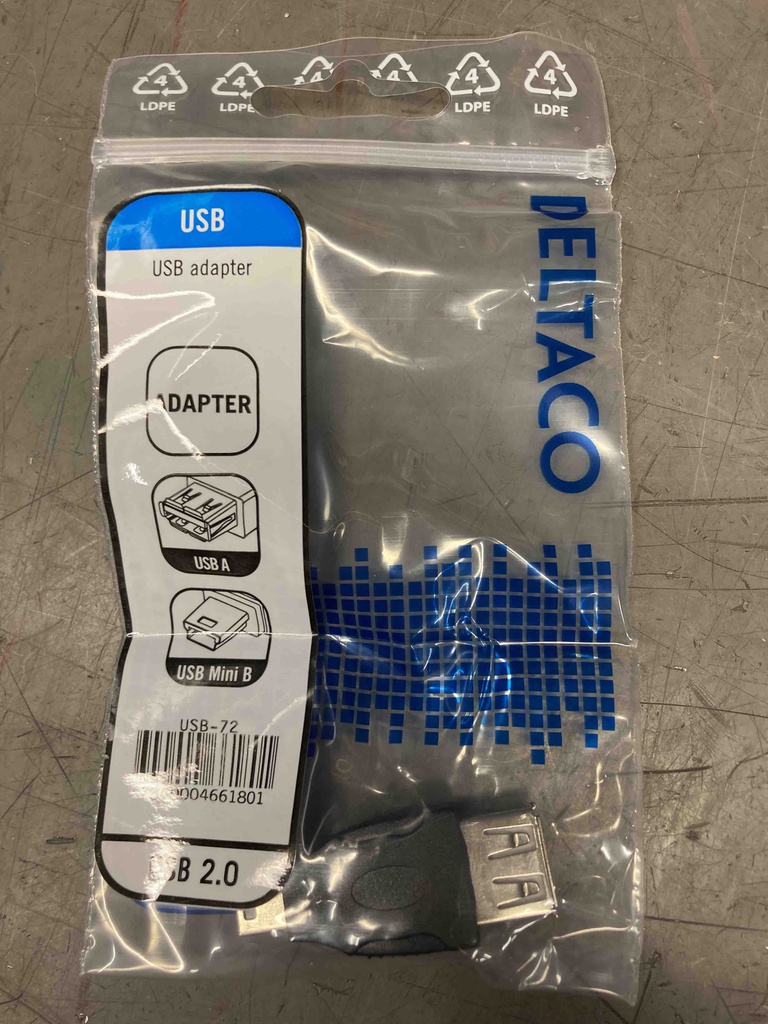 4 4 4 4 4 4
LDPE LDPE LDPE LDPE
DELTACO
USB
USB adapter
ADAPTER
USB A
USB Mini B
USB-72
0004661801
USB 2.0